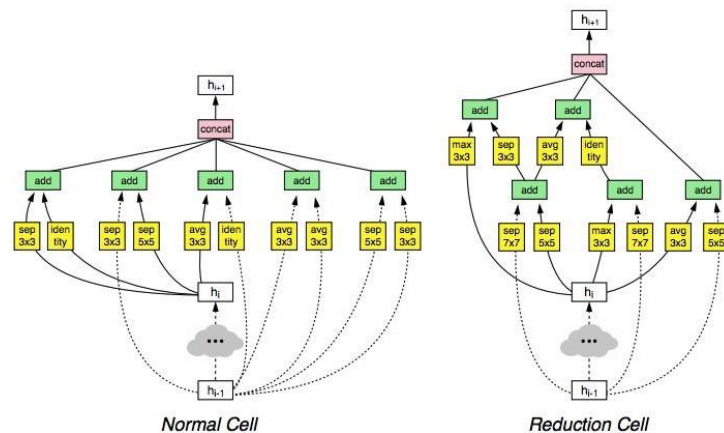 h i+1
concat
add add add add add
sep 3x3 iden tity sep 3x3 sep 5x5 avg 3x3 iden tity avg 3x3 avg 3x3 sep 5x5 sep 3x3
h i
...
h i-1
Normal Cell
h i+1
concat
add add
max 3x3 sep 3x3 avg 3x3 iden tity
add add add
sep 7x7 sep 5x5 max 3x3 sep 7x7 avg 3x3 sep 5x5
h i
...
h i-1
Reduction Cell